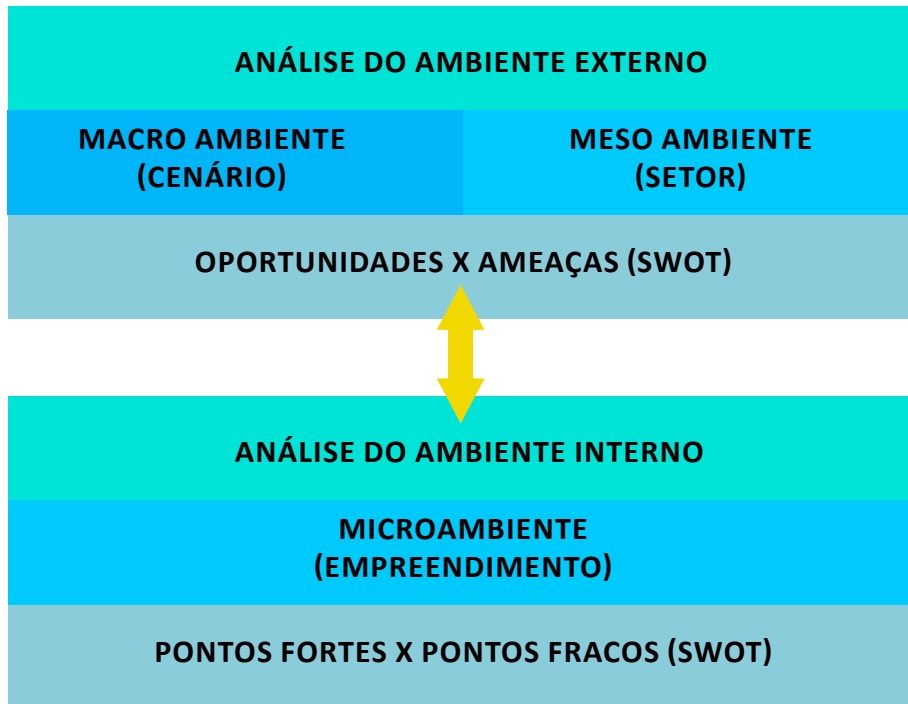 ANÁLISE DO AMBIENTE EXTERNO
MACRO AMBIENTE
(CENÁRIO)
MESO AMBIENTE
(SETOR)
OPORTUNIDADES X AMEAÇAS (SWOT)
ANÁLISE DO AMBIENTE INTERNO
MICROAMBIENTE
(EMPREENDIMENTO)
PONTOS FORTES X PONTOS FRACOS (SWOT)